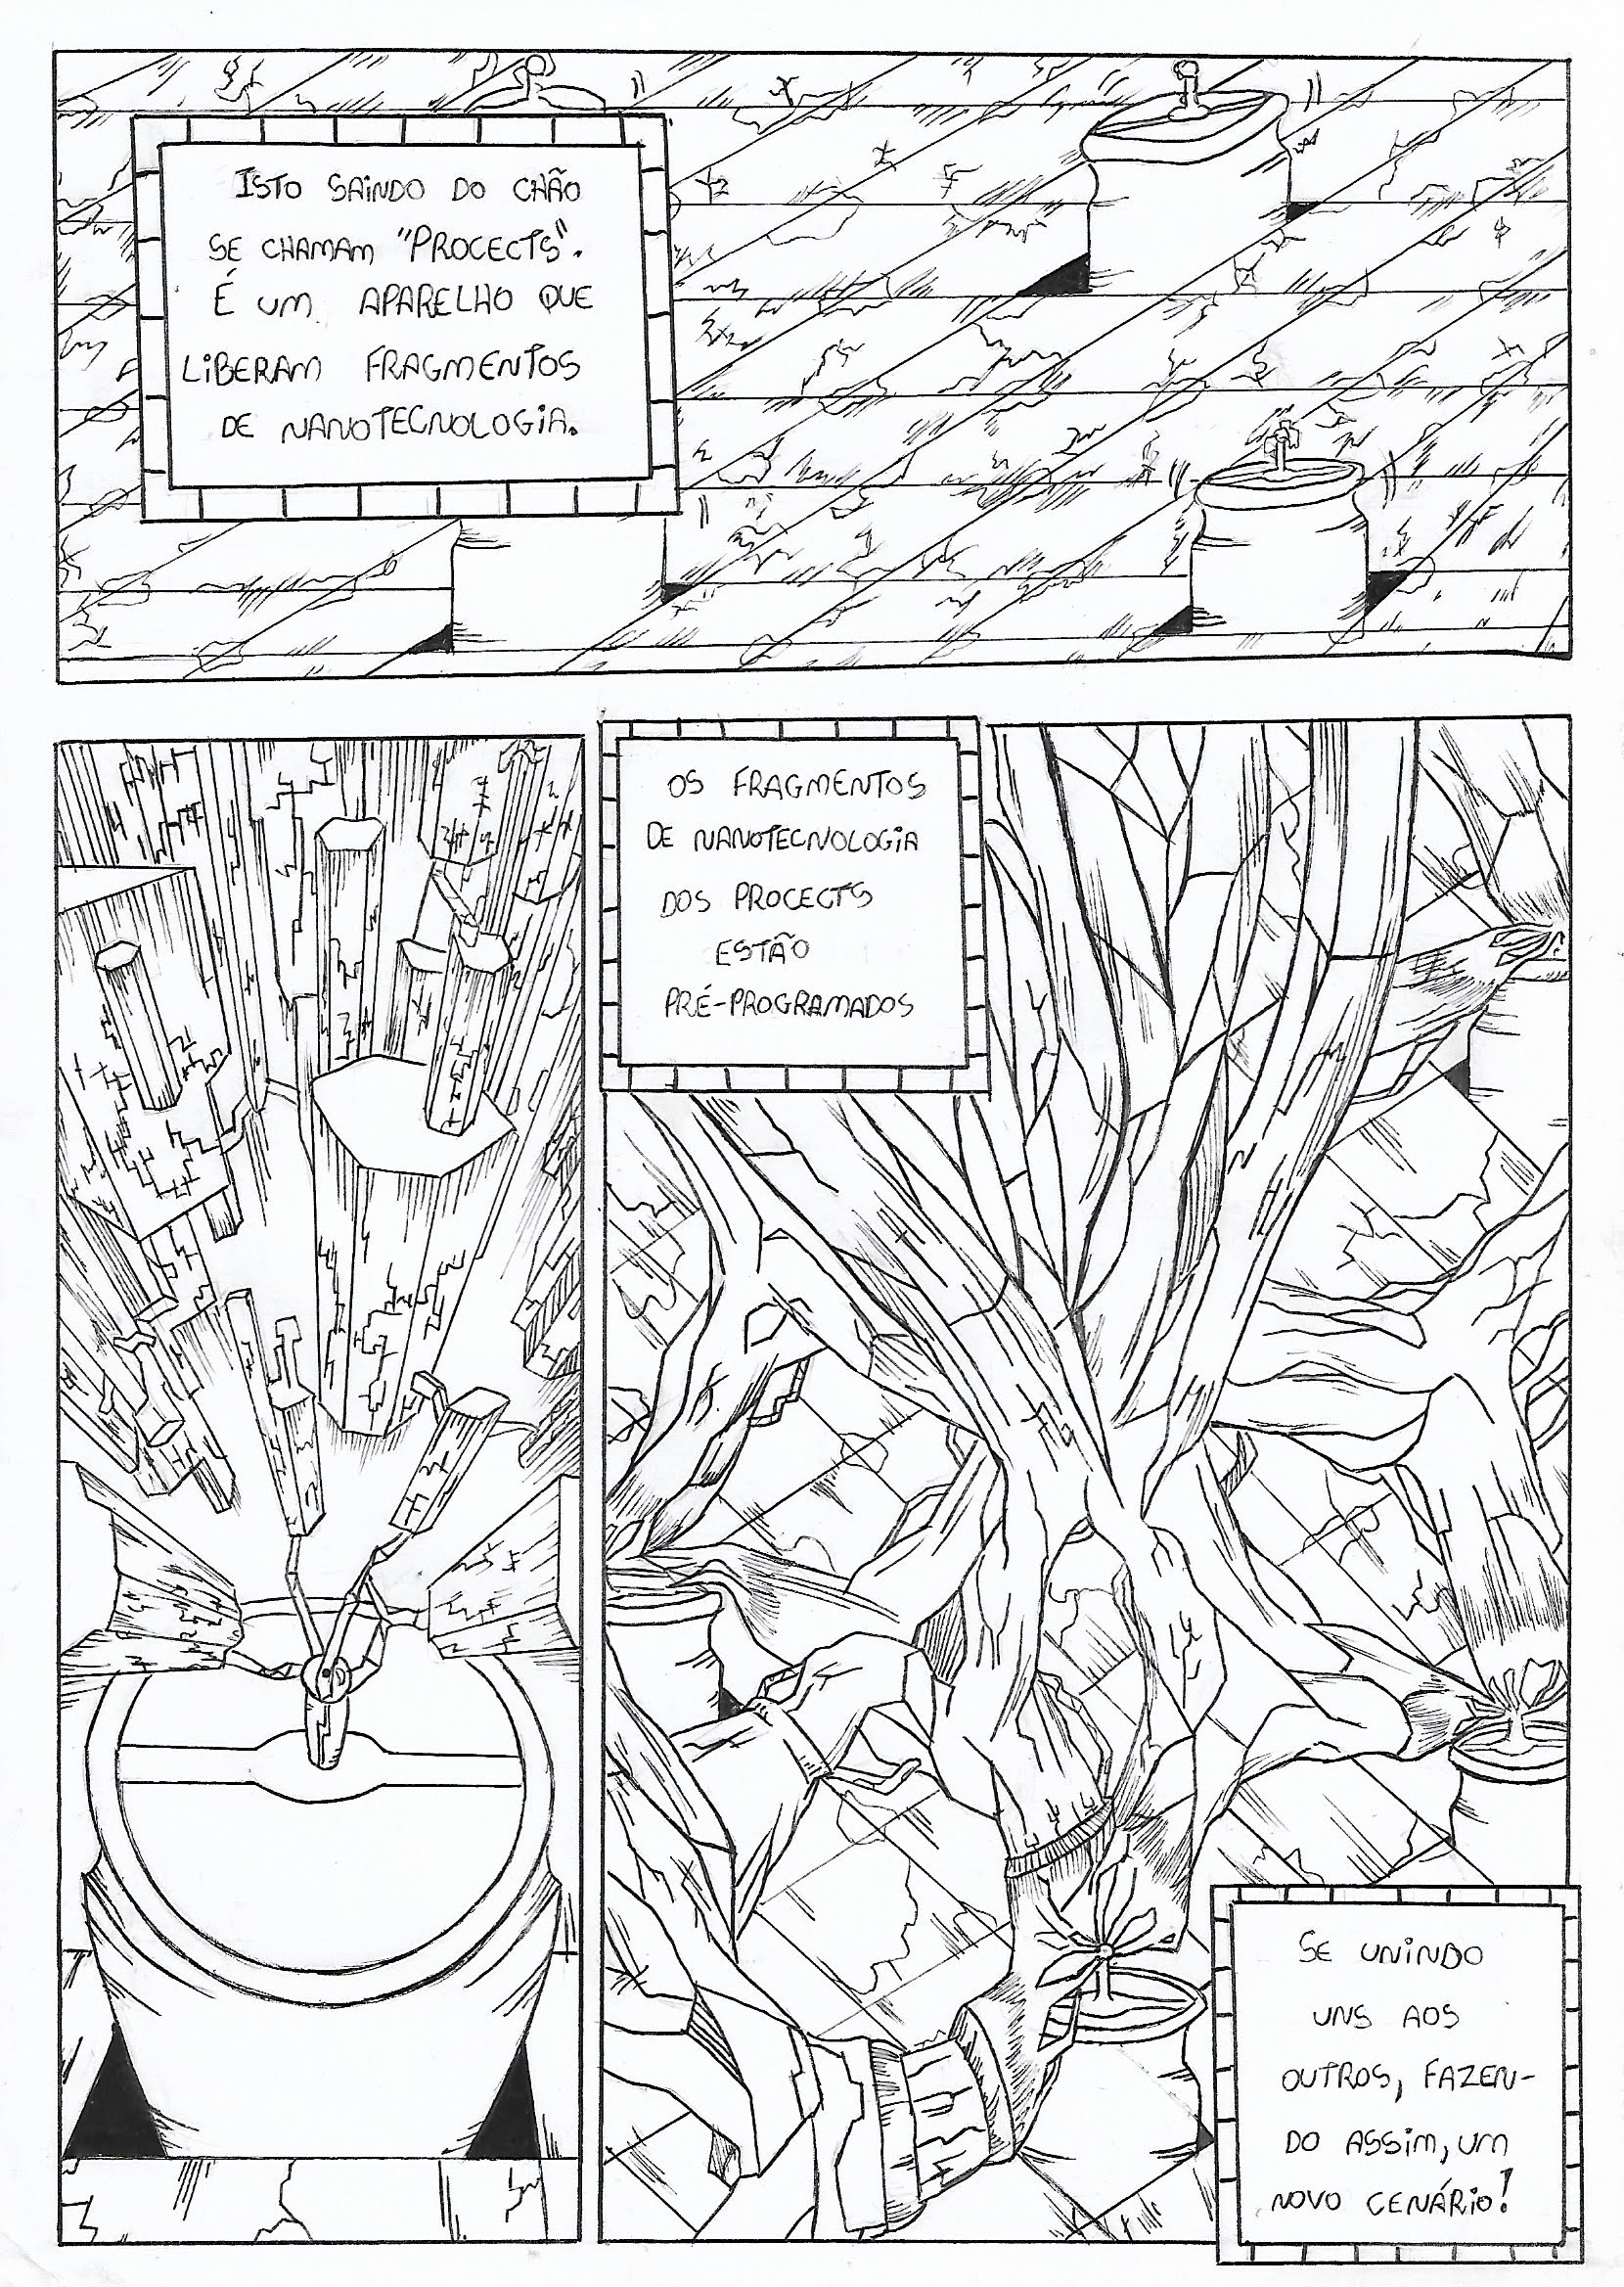 ISTO SAINDO DO CHÃO
SE CHAMAM "PROCECTS".
É UM APARELHO QUE
LIBERAM FRAGMENTOS
DE NANOTECNOLOGIA.
OS FRAGMENTOS
DE NANOTECNOLOGIA
DOS PROCECTS
ESTÃO
PRÉ-PROGRAMADOS
SE UNINDO
UNS AOS
OUTROS, FAZEN-
DO ASSIM, UM
NOVO CENÁRIO!